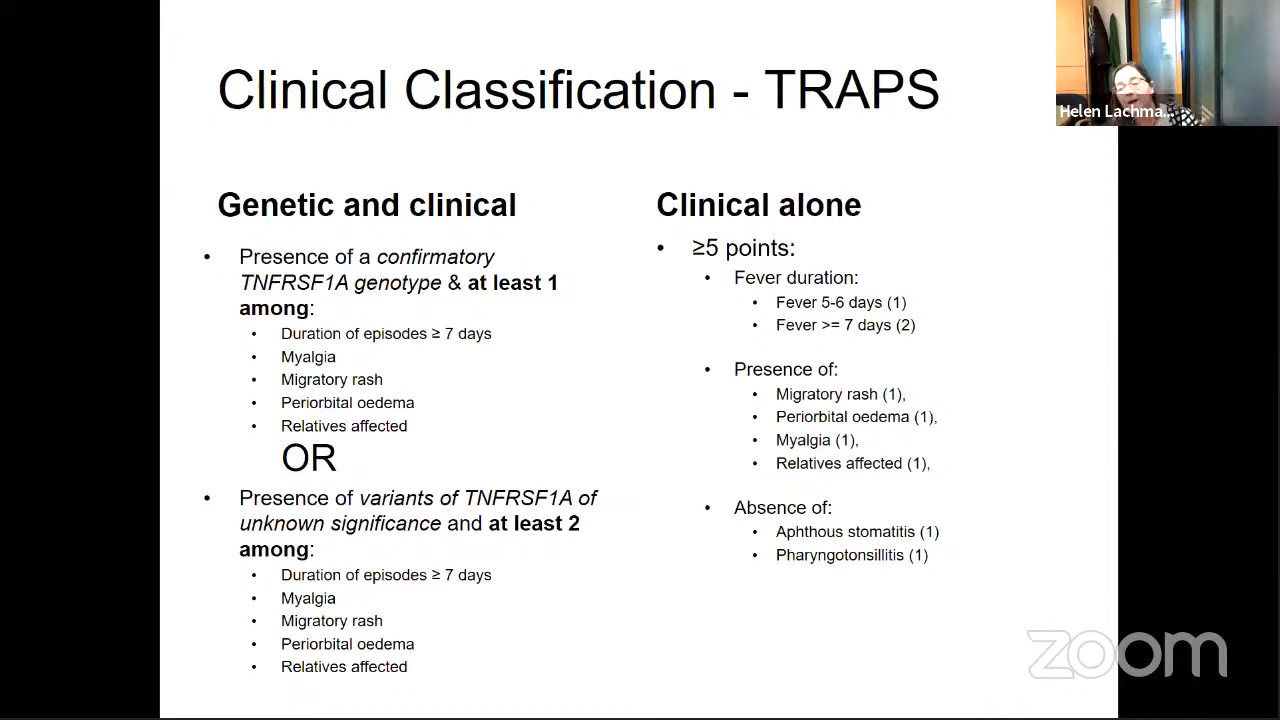 Clinical Classification - TRAPS
Helen Lachma...
Genetic and clinical
• Presence of a confirmatory
TNFRSF1A genotype & at least 1
among:
• Duration of episodes ≥ 7 days
• Myalgia
• Migratory rash
• Periorbital oedema
• Relatives affected
OR
• Presence of variants of TNFRSF1A of
unknown significance and at least 2
among:
• Duration of episodes ≥ 7 days
• Myalgia
• Migratory rash
• Periorbital oedema
• Relatives affected
Clinical alone
• ≥5 points:
• Fever duration:
• Fever 5-6 days (1)
• Fever >= 7 days (2)
• Presence of:
• Migratory rash (1),
• Periorbital oedema (1),
• Myalgia (1),
• Relatives affected (1),
• Absence of:
• Aphthous stomatitis (1)
• Pharyngotonsillitis (1)
zoom